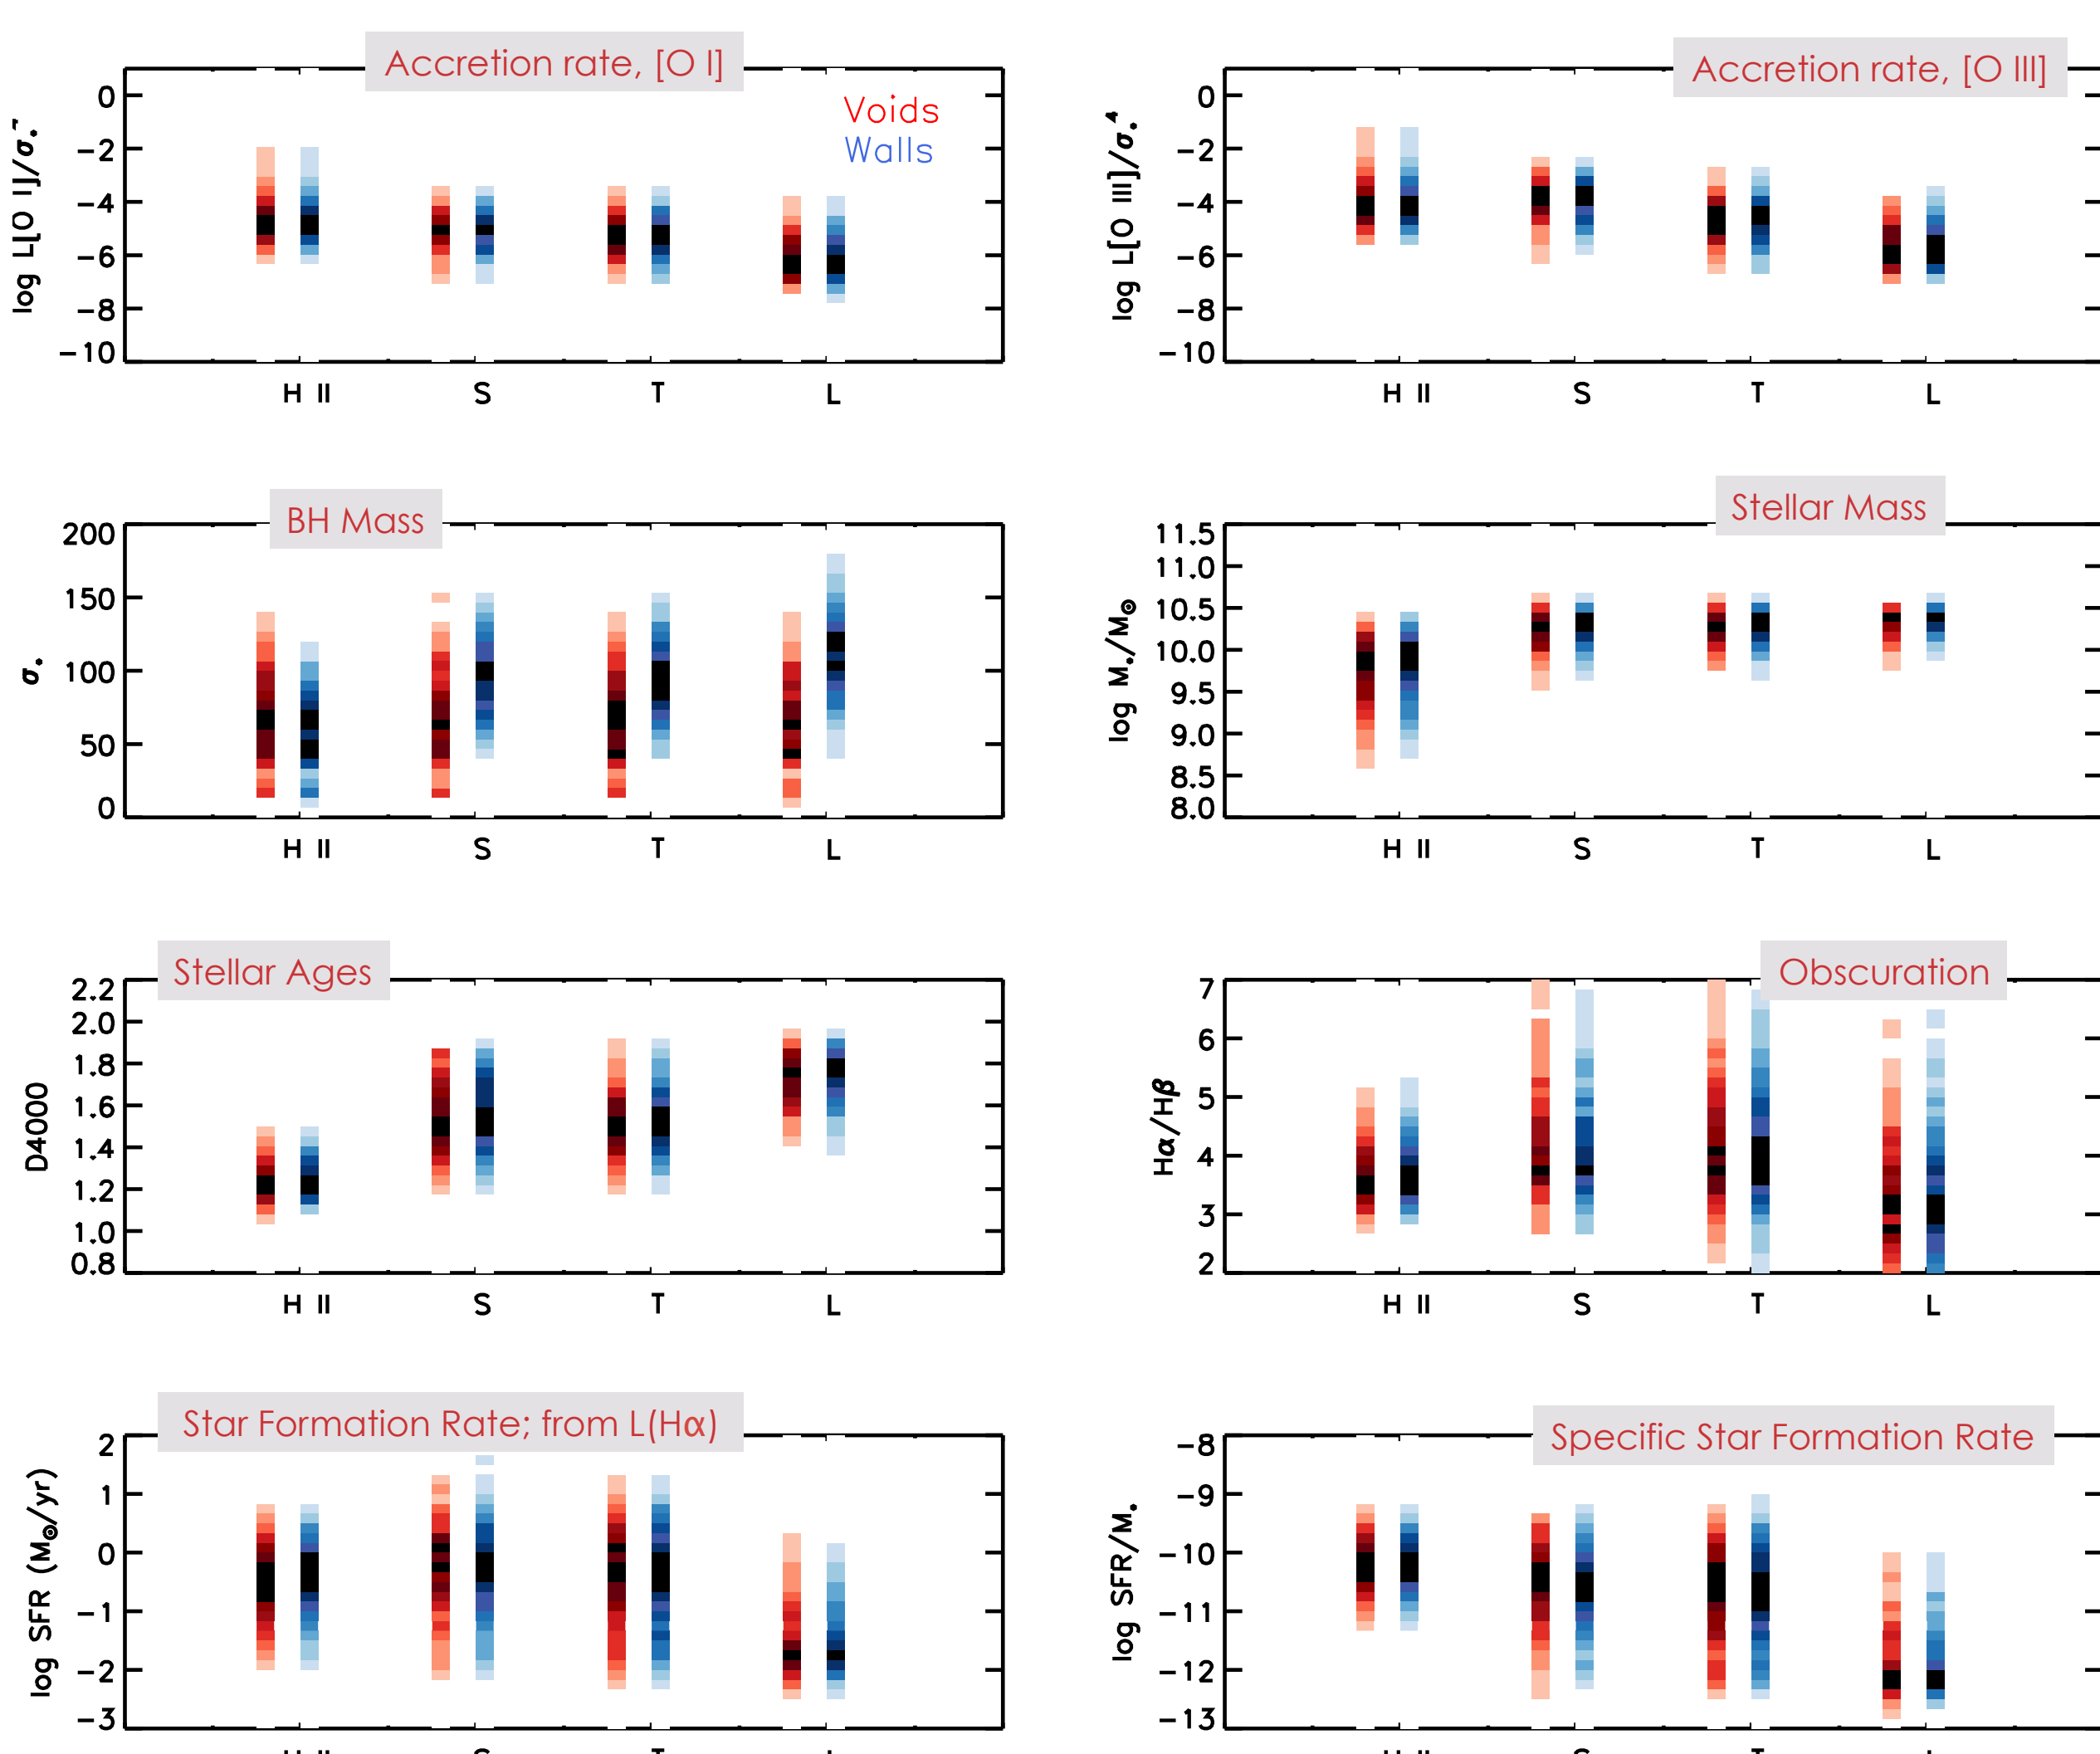 Accretion rate, [O I]
log L[O I]/σ*
0
−2
−4
−6
−8
−10
Voids
Walls
H II S T L
Accretion rate, [O III]
log L[O III]/σ*⁴
0
−2
−4
−6
−8
−10
H II S T L
BH Mass
σ*
200
150
100
50
0
H II S T L
Stellar Mass
log M*/M⊙
11.5
11.0
10.5
10.0
9.5
9.0
8.5
8.0
H II S T L
Stellar Ages
D4000
2.2
2.0
1.8
1.6
1.4
1.2
1.0
0.8
H II S T L
Obscuration
Hα/Hβ
7
6
5
4
3
2
H II S T L
Star Formation Rate; from L(Hα)
log SFR (M⊙/yr)
2
1
0
−1
−2
−3
Specific Star Formation Rate
log SFR/M*
−8
−9
−10
−11
−12
−13